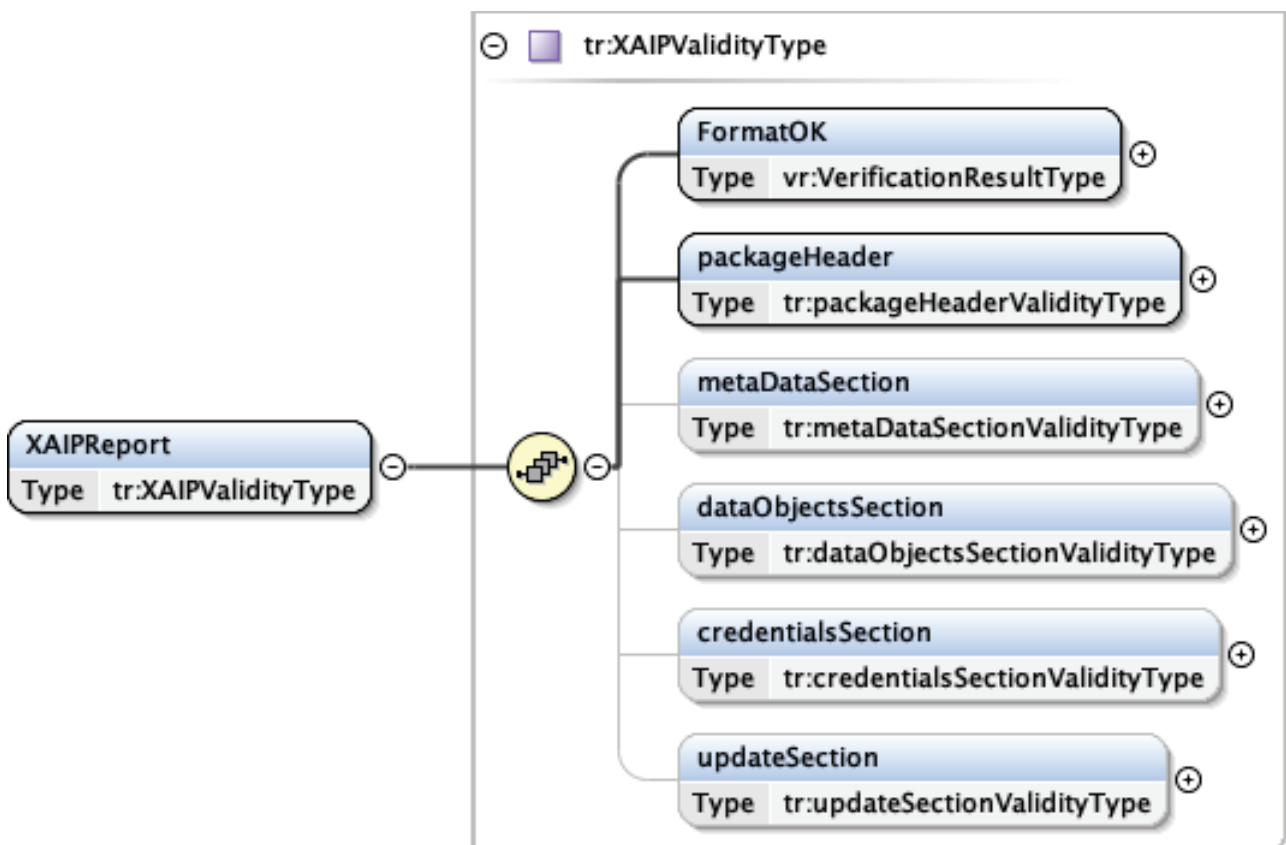 tr:XAIPValidityType
FormatOK
Type vr:VerificationResultType
packageHeader
Type tr:packageHeaderValidityType
metaDataSection
Type tr:metaDataSectionValidityType
XAIPReport
Type tr:XAIPValidityType
dataObjectsSection
Type tr:dataObjectsSectionValidityType
credentialsSection
Type tr:credentialsSectionValidityType
updateSection
Type tr:updateSectionValidityType